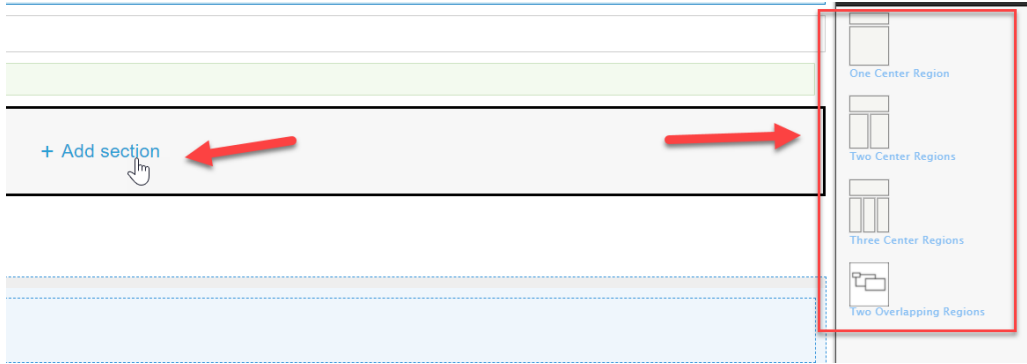 One Center Region
+ Add section
Two Center Regions
Three Center Regions
Two Overlapping Regions